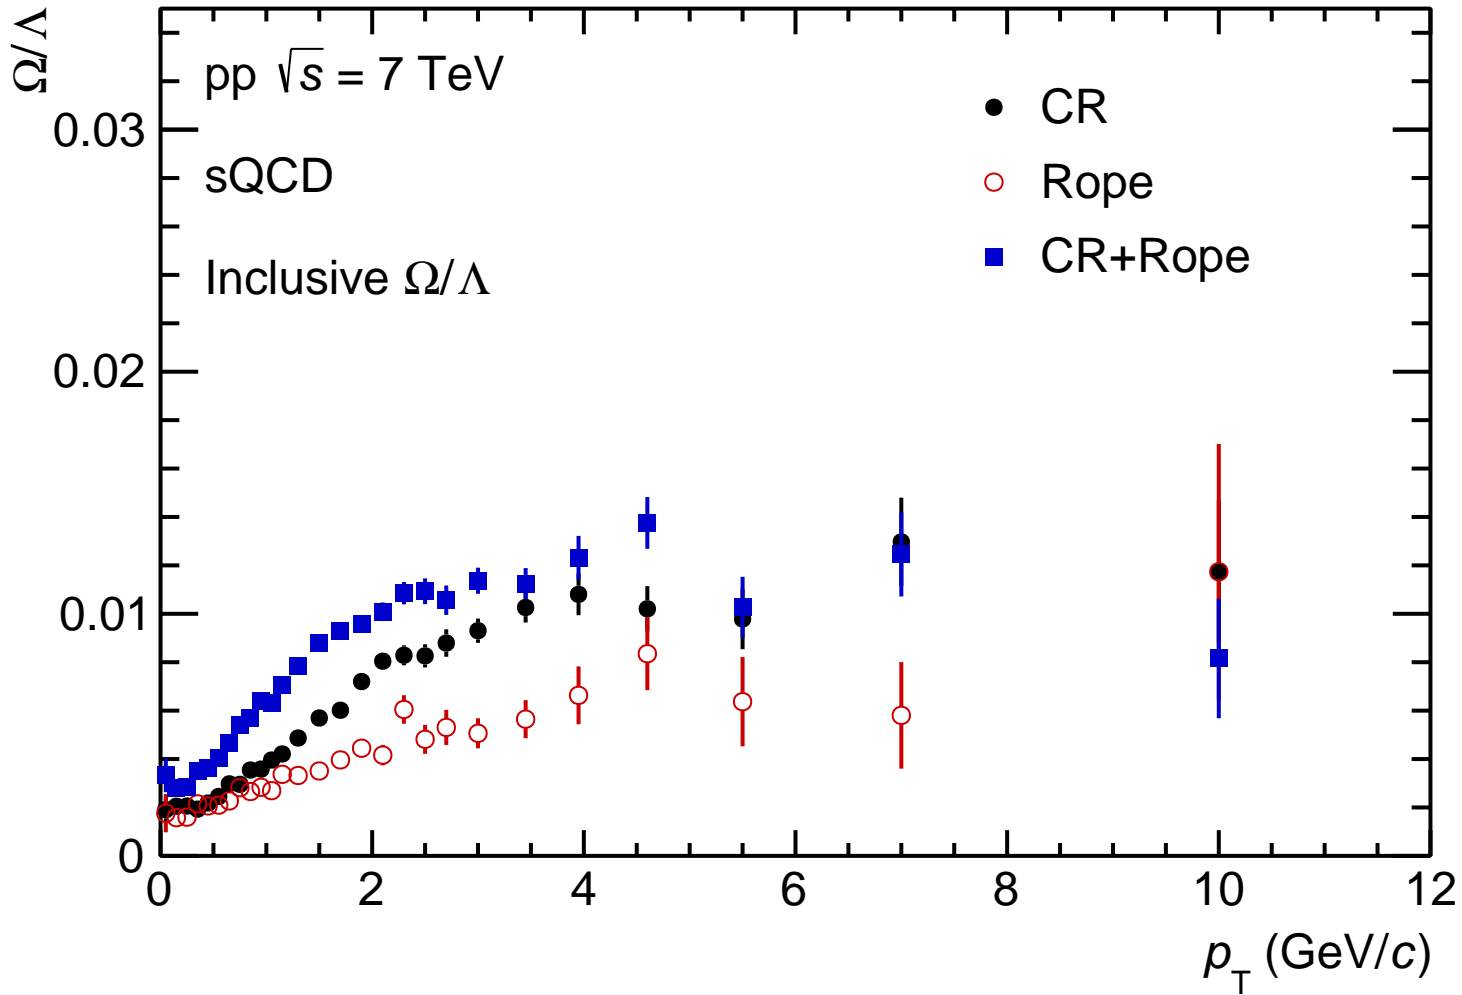 Ω/Λ
pp √s = 7 TeV
sQCD
Inclusive Ω/Λ
CR
Rope
CR+Rope
0.03
0.02
0.01
0
0 2 4 6 8 10 12
p_T (GeV/c)